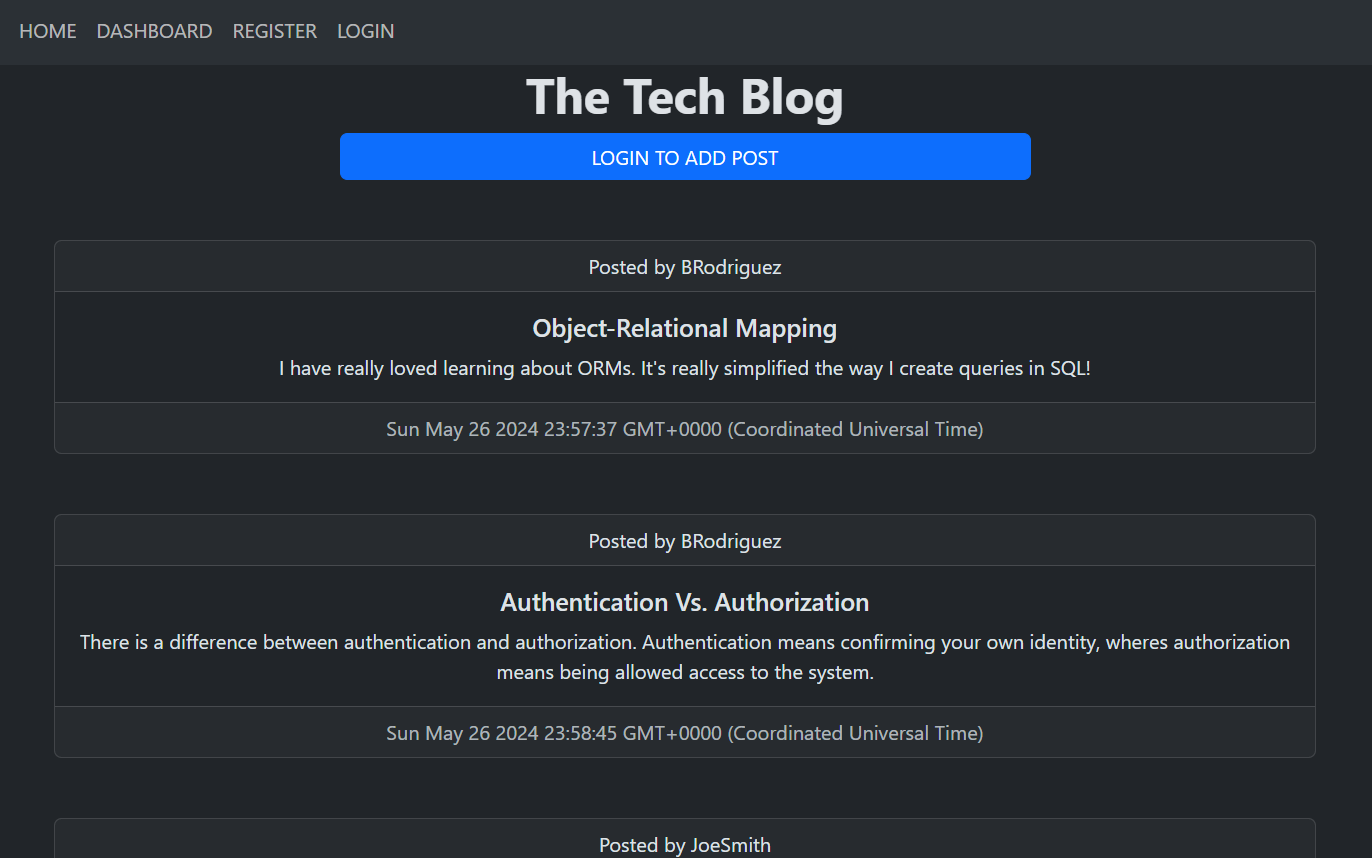 HOME DASHBOARD REGISTER LOGIN
The Tech Blog
LOGIN TO ADD POST
Posted by BRodriguez
Object-Relational Mapping
I have really loved learning about ORMs. It's really simplified the way I create queries in SQL!
Sun May 26 2024 23:57:37 GMT+0000 (Coordinated Universal Time)
Posted by BRodriguez
Authentication Vs. Authorization
There is a difference between authentication and authorization. Authentication means confirming your own identity, wheres authorization
means being allowed access to the system.
Sun May 26 2024 23:58:45 GMT+0000 (Coordinated Universal Time)
Posted by JoeSmith